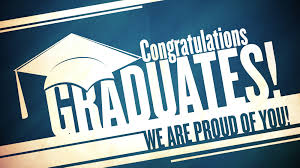 Congratulations
GRADUATES!
WE ARE PROUD OF YOU!